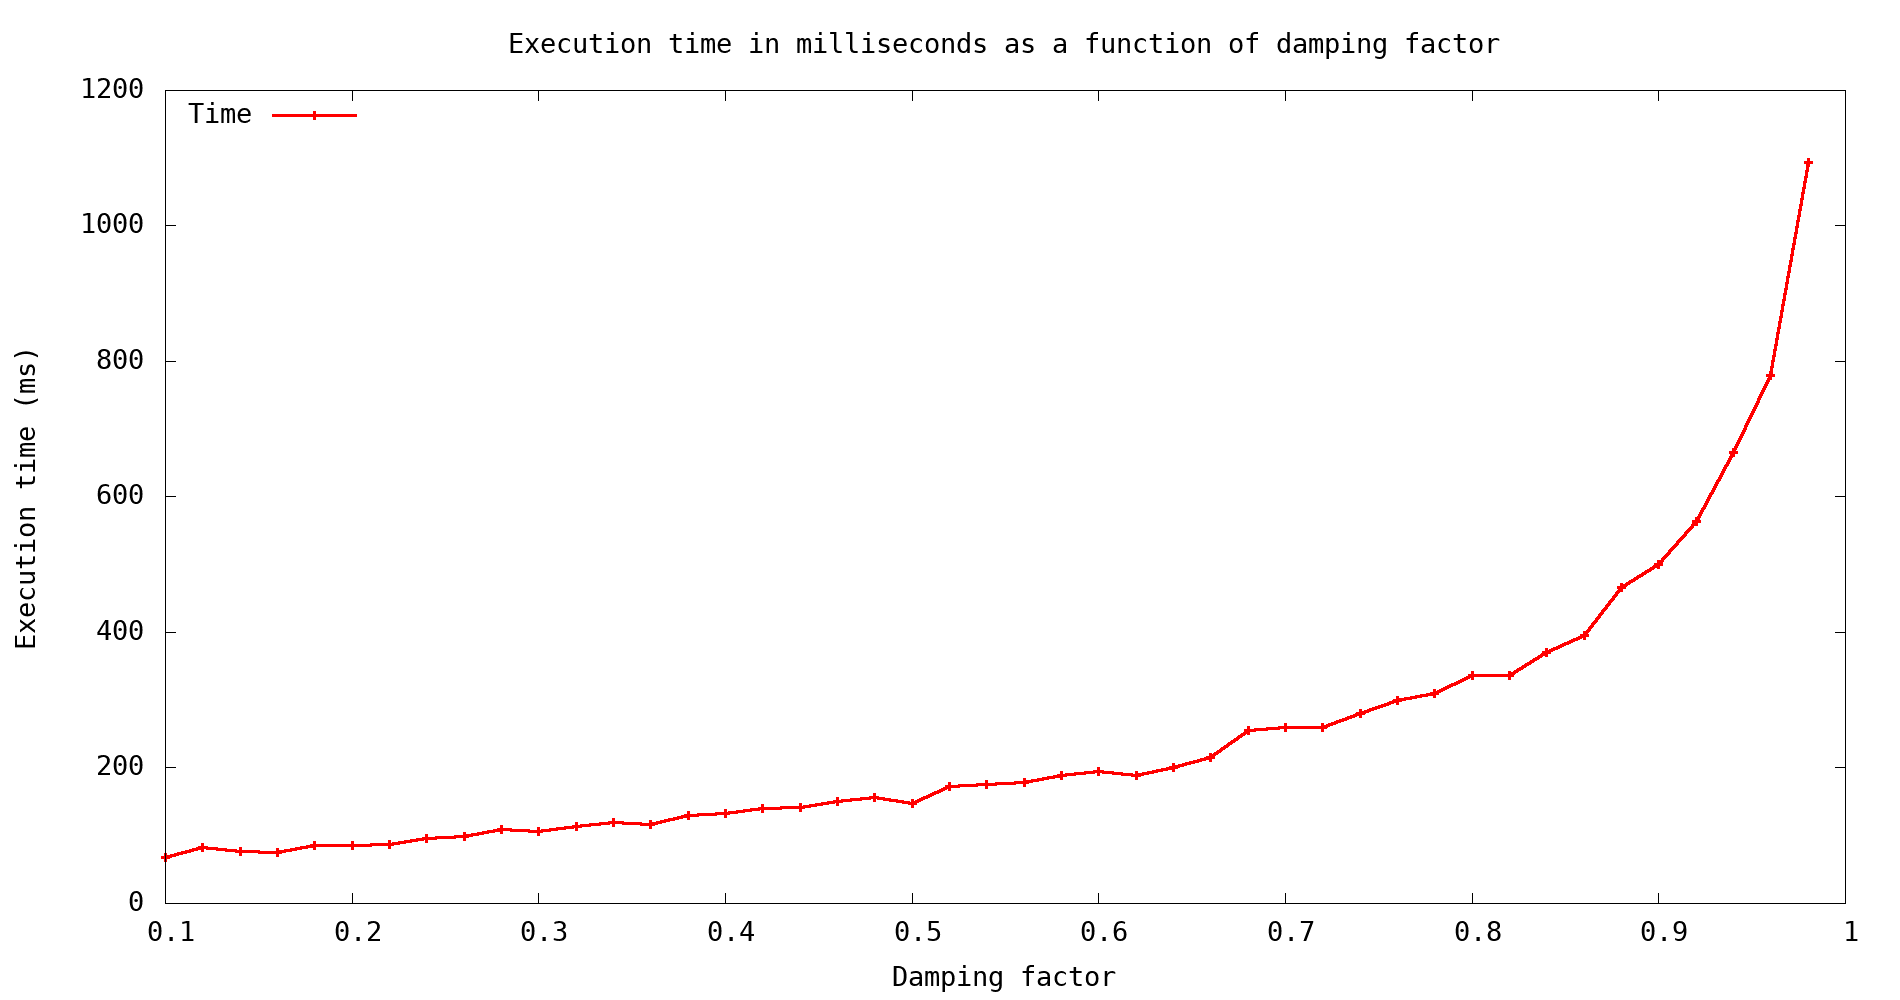 Execution time in milliseconds as a function of damping factor
1200
Time
1000
800
600
400
200
0
Execution time (ms)
0.1 0.2 0.3 0.4 0.5 0.6 0.7 0.8 0.9 1
Damping factor